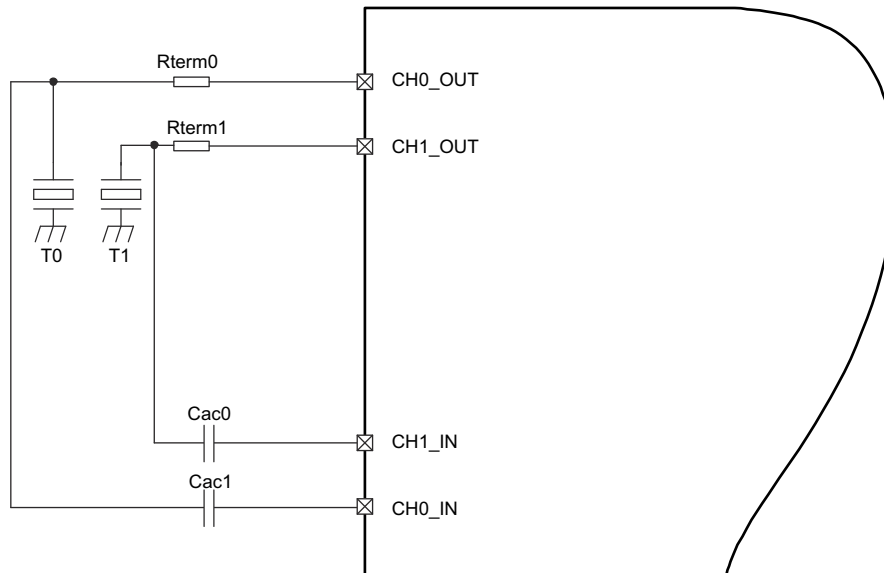 Rterm0
CH0_OUT
Rterm1
CH1_OUT
T0
T1
Cac0
CH1_IN
Cac1
CH0_IN